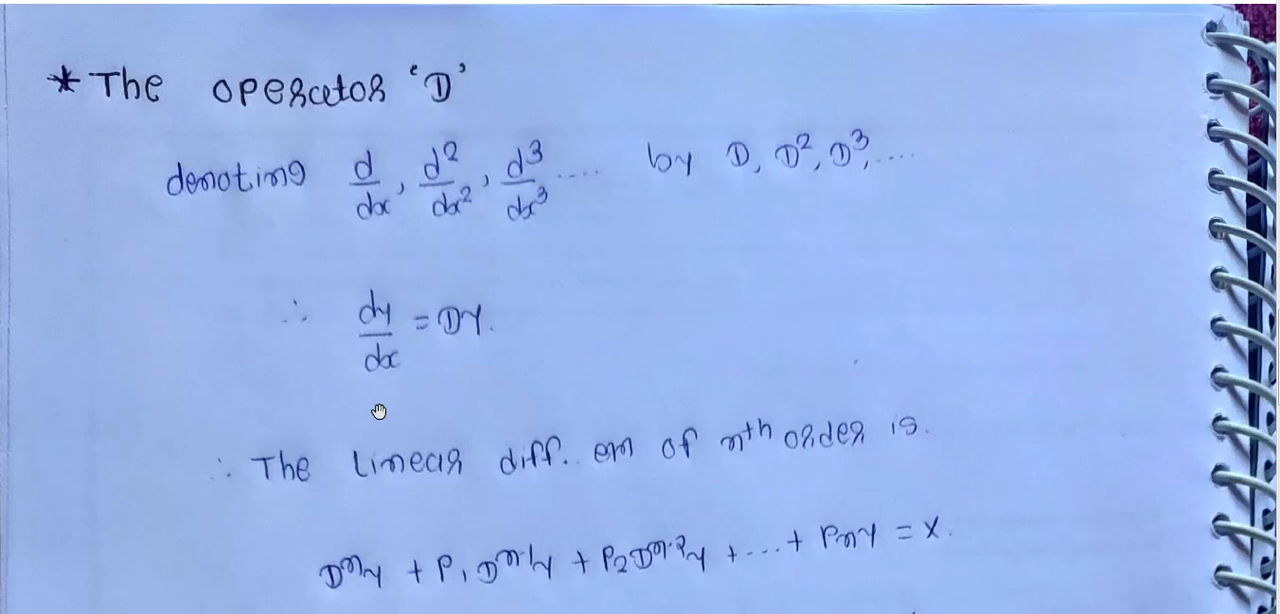 * The operator 'D'
denoting d/dx, d²/dx², d³/dx³ .... by D, D², D³, ....
∴ dy/dx = Dy.
∴ The Linear diff. eqn of nth order is.
Dⁿy + P₁Dⁿ⁻¹y + P₂Dⁿ⁻²y + ... + Pₙy = X.